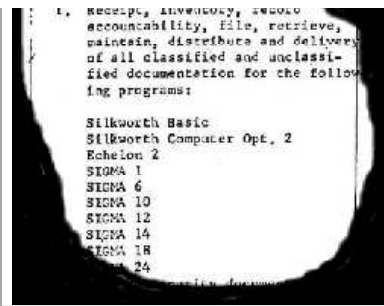 f. Receipt, inventory, record
accountability, file, retrieve,
maintain, distribute and delivery
of all classified and unclassi-
fied documentation for the follow
ing programs:
Silkworth Basic
Silkworth Computer Opt. 2
Echelon 2
SIGMA 1
SIGMA 6
SIGMA 10
SIGMA 12
SIGMA 14
SIGMA 18
24